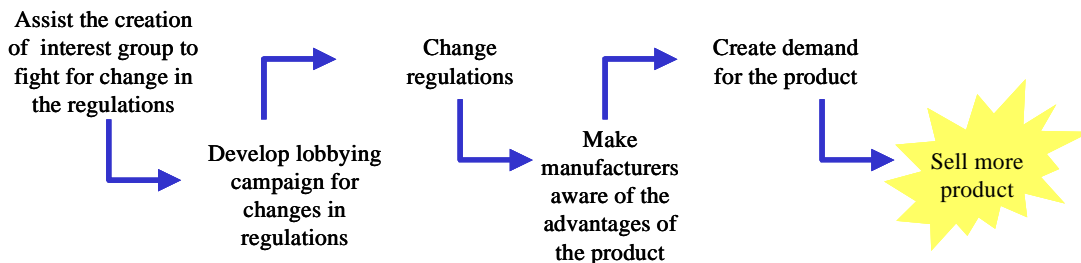 Assist the creation
of interest group to
fight for change in
the regulations
Develop lobbying
campaign for
changes in
regulations
Change
regulations
Make
manufacturers
aware of the
advantages of
the product
Create demand
for the product
Sell more
product